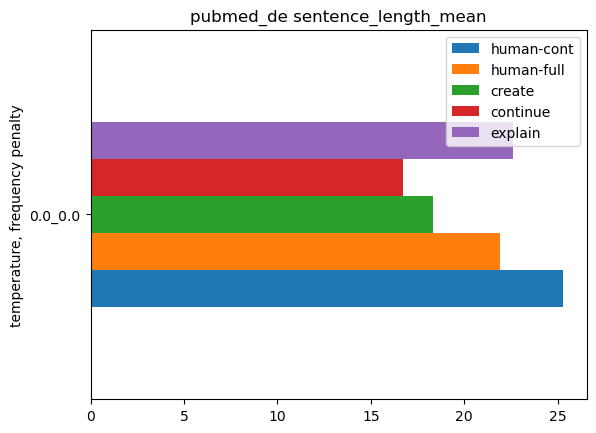 pubmed_de sentence_length_mean
human-cont
human-full
create
continue
explain
temperature, frequency penalty
0.0_0.0
0 5 10 15 20 25